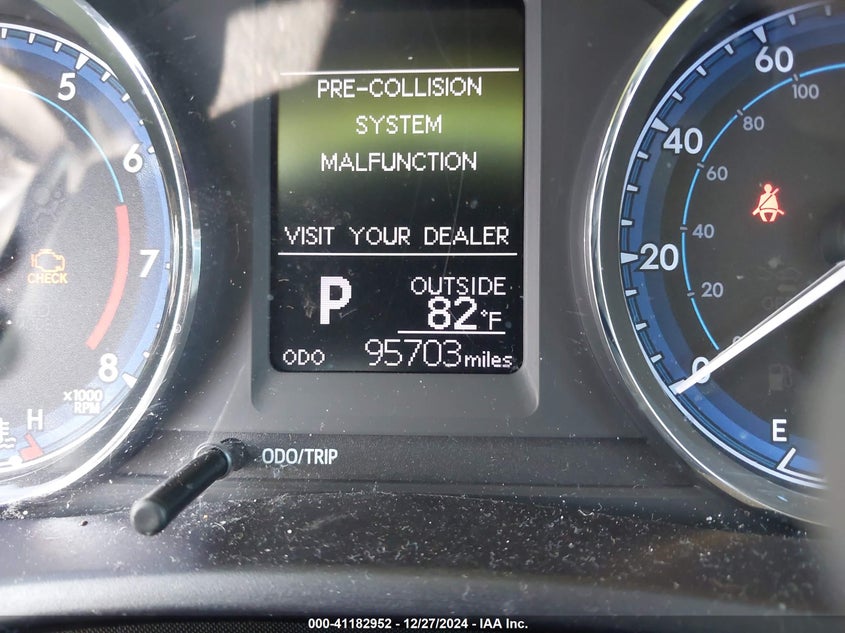 5
6
7
8
x1000
RPM
CHECK
H
PRE-COLLISION
SYSTEM
MALFUNCTION
VISIT YOUR DEALER
P
OUTSIDE
82°F
ODO 95703 miles
ODO/TRIP
60
100
80
40
60
40
20
20
0
E
000-41182952 - 12/27/2024 - IAA Inc.